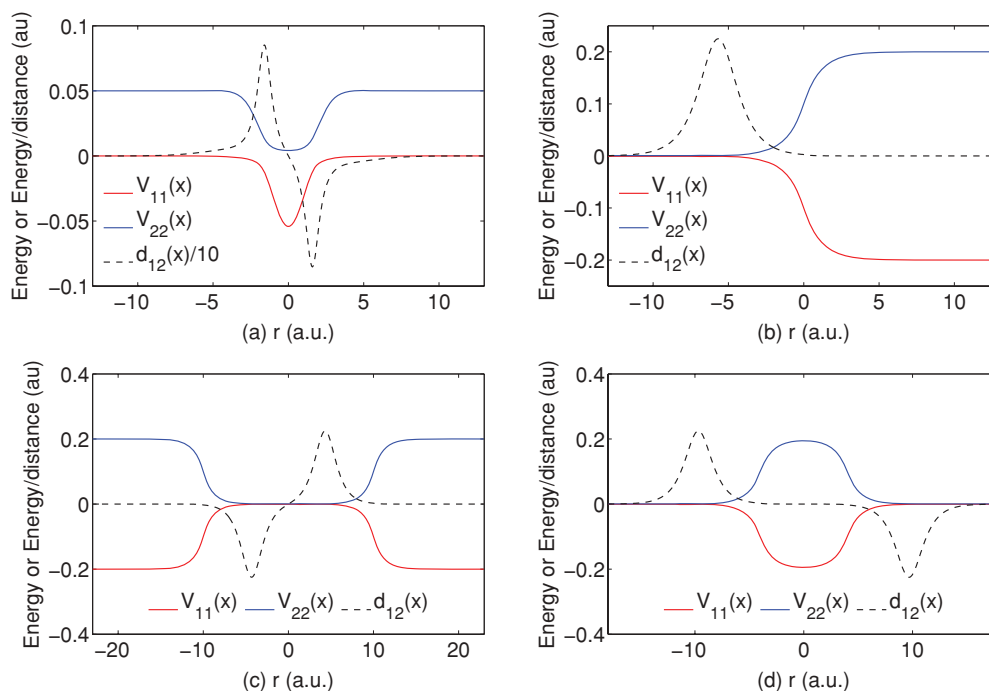 Energy or Energy/distance (au)
0.1
0.05
0
−0.05
−0.1
V11(x)
V22(x)
d12(x)/10
−10 −5 0 5 10
(a) r (a.u.)
Energy or Energy/distance (au)
0.2
0.1
0
−0.1
−0.2
V11(x)
V22(x)
d12(x)
−10 −5 0 5 10
(b) r (a.u.)
Energy or Energy/distance (au)
0.4
0.2
0
−0.2
−0.4
V11(x) V22(x) d12(x)
−20 −10 0 10 20
(c) r (a.u.)
Energy or Energy/distance (au)
0.4
0.2
0
−0.2
−0.4
V11(x) V22(x) d12(x)
−10 0 10
(d) r (a.u.)